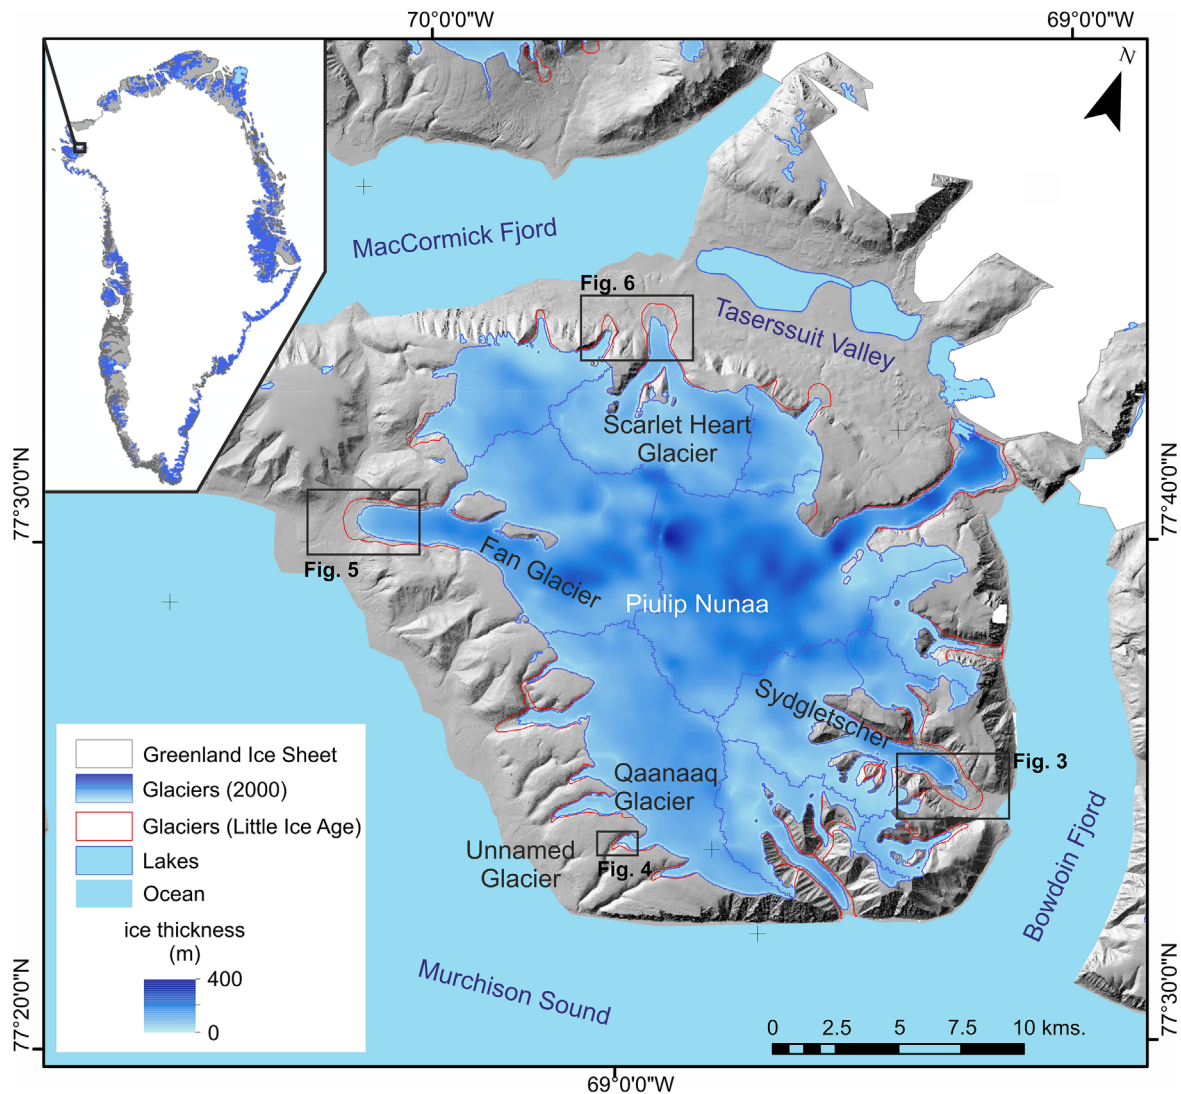 70°0'0"W
69°0'0"W
N
MacCormick Fjord
Fig. 6
Taserssuit Valley
Scarlet Heart
Glacier
77°30'0"N
77°40'0"N
Fig. 5
Fan Glacier
Piulip Nunaa
Sydgletscher
Fig. 3
Qaanaaq
Glacier
Unnamed
Glacier
Fig. 4
Bowdoin Fjord
Murchison Sound
Greenland Ice Sheet
Glaciers (2000)
Glaciers (Little Ice Age)
Lakes
Ocean
ice thickness
(m)
400
0
77°20'0"N
77°30'0"N
0 2.5 5 7.5 10 kms.
69°0'0"W